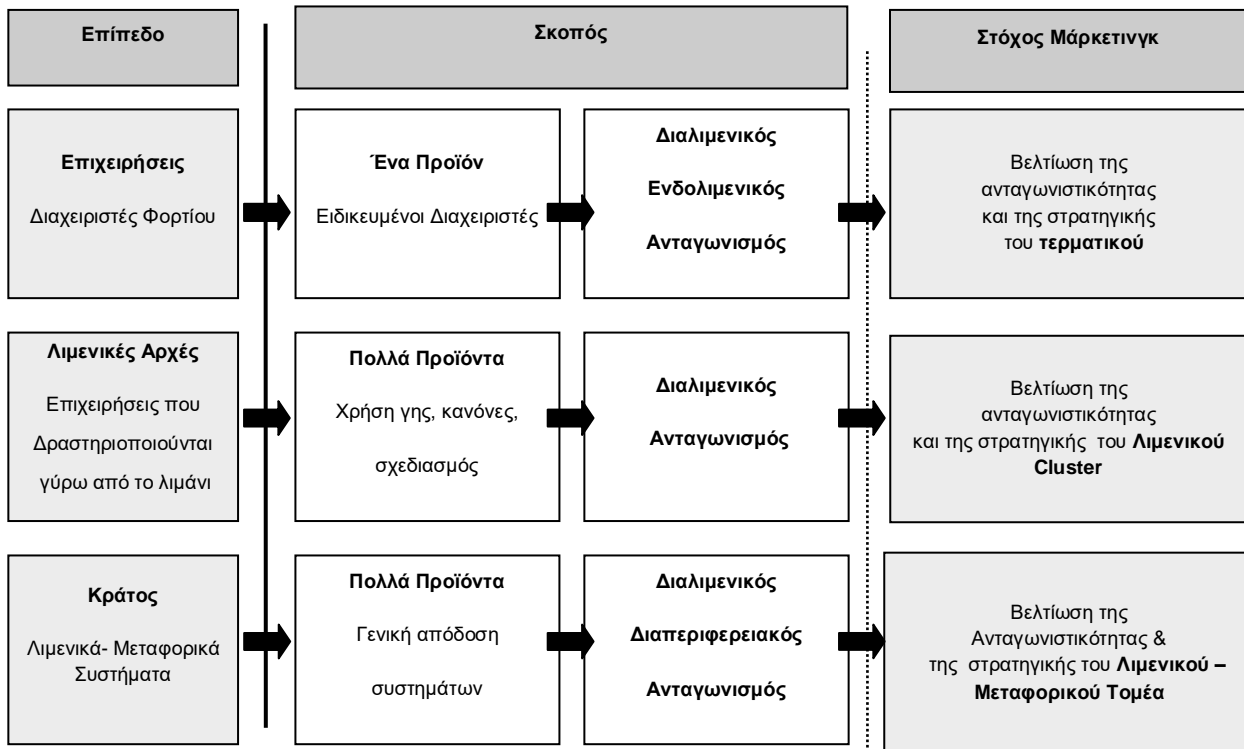 Επίπεδο
Σκοπός
Στόχος Μάρκετινγκ
Επιχειρήσεις
Διαχειριστές Φορτίου
Ένα Προϊόν
Ειδικευμένοι Διαχειριστές
Διαλιμενικός
Ενδολιμενικός
Ανταγωνισμός
Βελτίωση της
ανταγωνιστικότητας
και της στρατηγικής
του τερματικού
Λιμενικές Αρχές
Επιχειρήσεις που
Δραστηριοποιούνται
γύρω από το λιμάνι
Πολλά Προϊόντα
Χρήση γης, κανόνες,
σχεδιασμός
Διαλιμενικός
Ανταγωνισμός
Βελτίωση της
ανταγωνιστικότητας
και της στρατηγικής του Λιμενικού
Cluster
Κράτος
Λιμενικά- Μεταφορικά
Συστήματα
Πολλά Προϊόντα
Γενική απόδοση
συστημάτων
Διαλιμενικός
Διαπεριφερειακός
Ανταγωνισμός
Βελτίωση της
Ανταγωνιστικότητας &
της στρατηγικής του Λιμενικού –
Μεταφορικού Τομέα